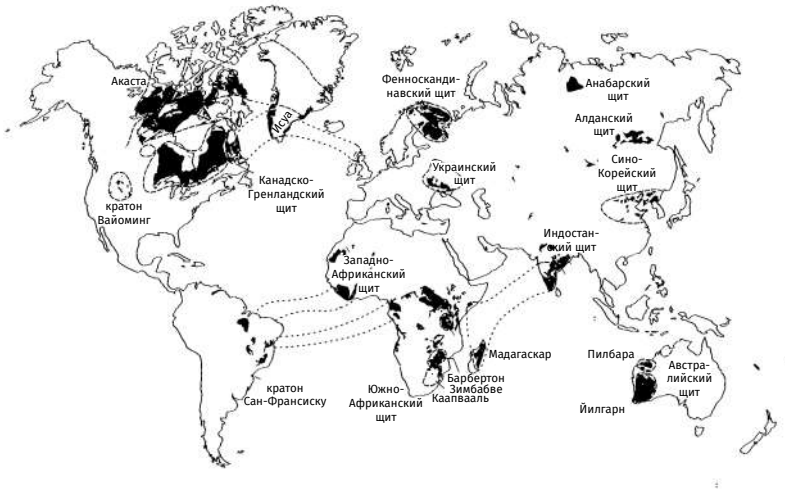 Акаста
Исуа
Канадско-
Гренландский
щит
кратон
Вайоминг
Фенносканди-
навский щит
Украинский
щит
Анабарский
щит
Алданский
щит
Сино-
Корейский
щит
Индостан-
ский щит
Западно-
Африканский
щит
Мадагаскар
Барбертон
Зимбабве
Каапвааль
Южно-
Африканский
щит
кратон
Сан-Франсиску
Пилбара
Австра-
лийский
щит
Йилгарн